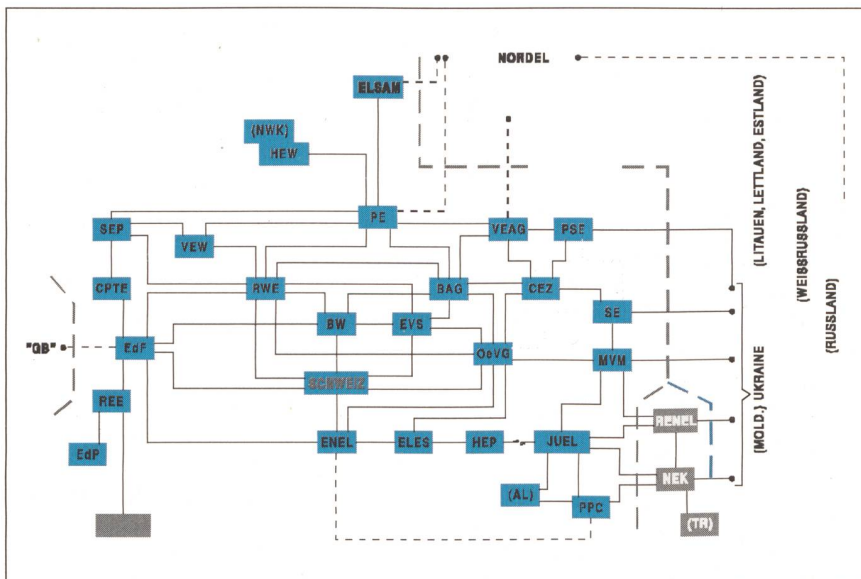 NORDEL
ELSAM
(NWK)
HEW
PE
SEP
VEW
VEAG
PSE
CPTE
RWE
BAG
CEZ
SE
BW
EVS
"GB"
EdF
OeVG
MVM
SCHWEIZ
REE
RENEL
EdP
ENEL
ELES
HEP
JUEL
NEK
(AL)
PPC
(TR)
(LITAUEN, LETTLAND, ESTLAND)
(WEISSRUSSLAND)
{RUSSLAND}
{MOLD.} UKRAINE